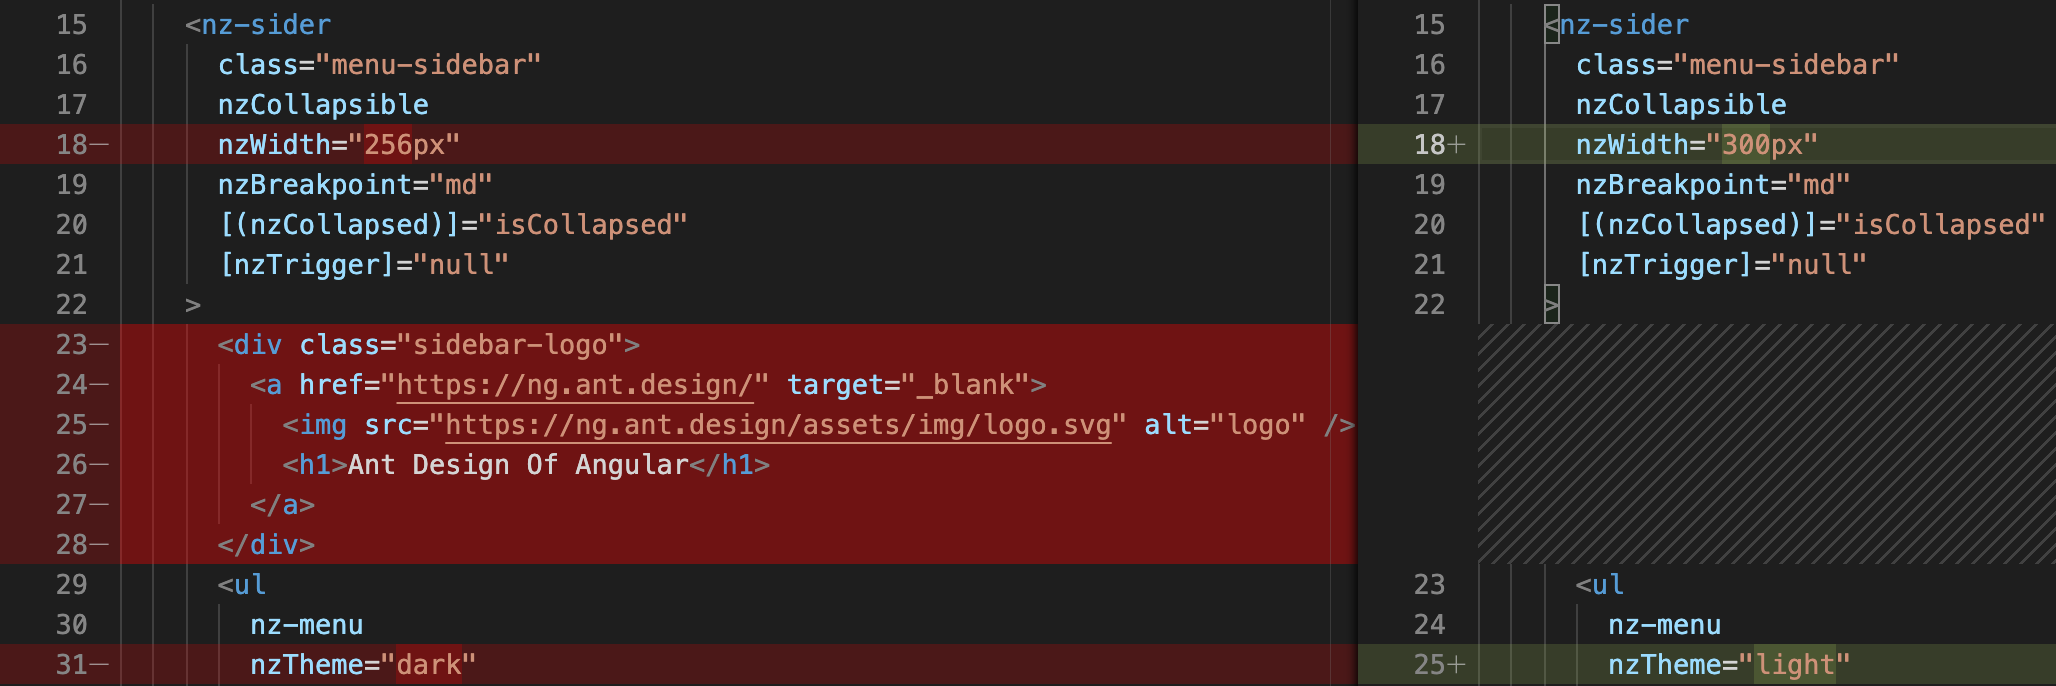 15 <nz-sider
16 class="menu-sidebar"
17 nzCollapsible
18— nzWidth="256px"
19 nzBreakpoint="md"
20 [(nzCollapsed)]="isCollapsed"
21 [nzTrigger]="null"
22 >
23— <div class="sidebar-logo">
24— <a href="https://ng.ant.design/" target="_blank">
25— <img src="https://ng.ant.design/assets/img/logo.svg" alt="logo" />
26— <h1>Ant Design Of Angular</h1>
27— </a>
28— </div>
29 <ul
30 nz-menu
31— nzTheme="dark"
15 <nz-sider
16 class="menu-sidebar"
17 nzCollapsible
18+ nzWidth="300px"
19 nzBreakpoint="md"
20 [(nzCollapsed)]="isCollapsed"
21 [nzTrigger]="null"
22 >
23 <ul
24 nz-menu
25+ nzTheme="light"